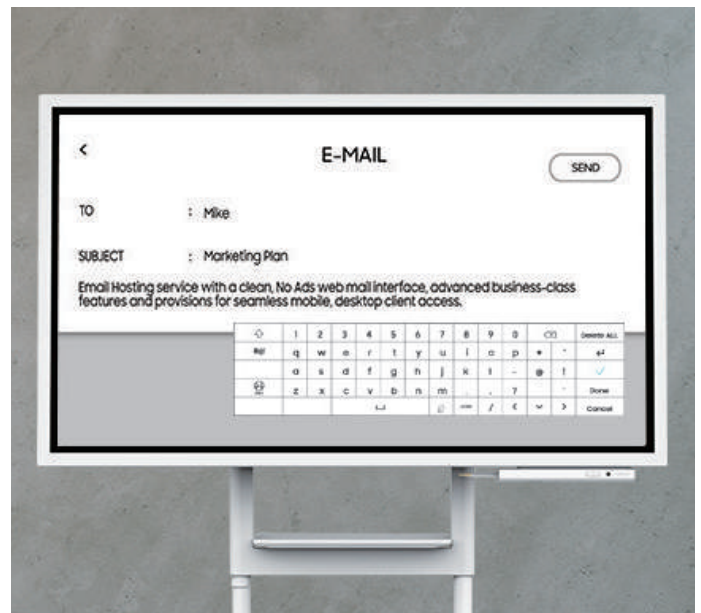 E-MAIL
SEND
TO : Mike
SUBJECT : Marketing Plan
Email Hosting service with a clean, No Ads web mail interface, advanced business-class
features and provisions for seamless mobile, desktop client access.
1 2 3 4 5 6 7 8 9 0 Delete ALL
q w e r t y u i o p
a s d f g h j k l - @ !
z x c v b n m . , ? Done
/ < > Cancel